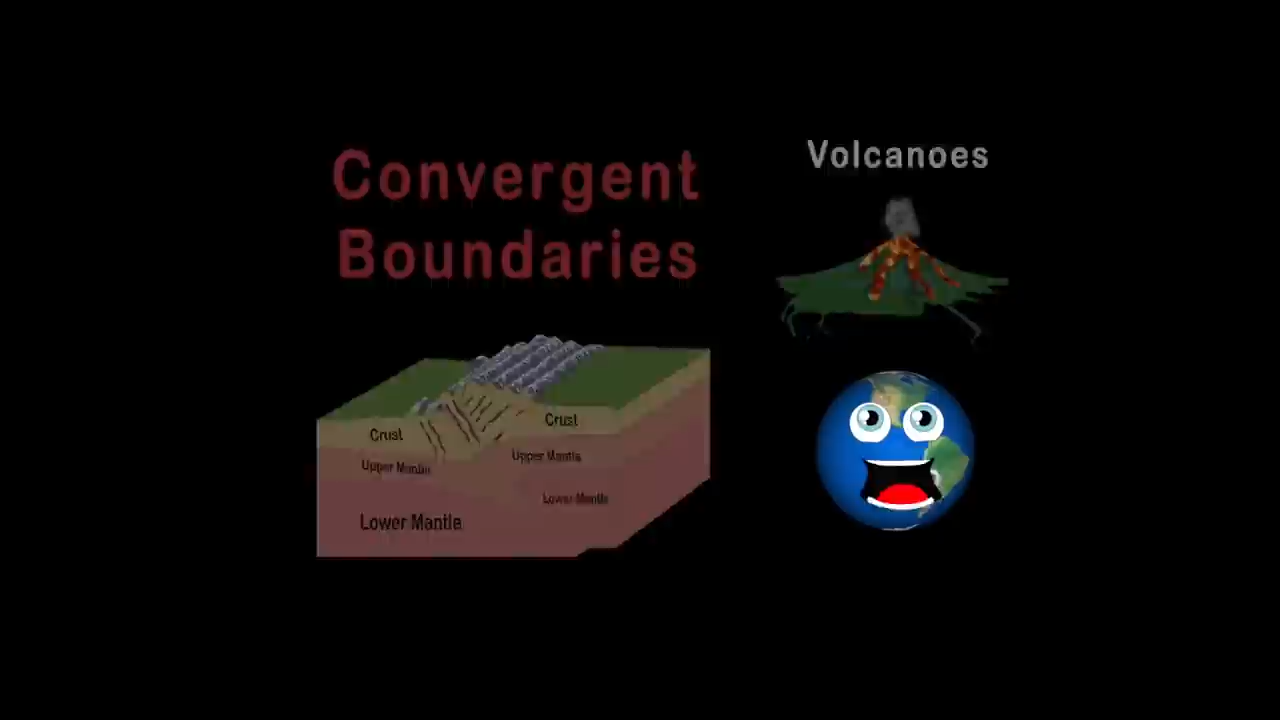 Convergent
Boundaries
Volcanoes
Crust
Crust
Upper Mantle
Upper Mantle
Lower Mantle
Lower Mantle